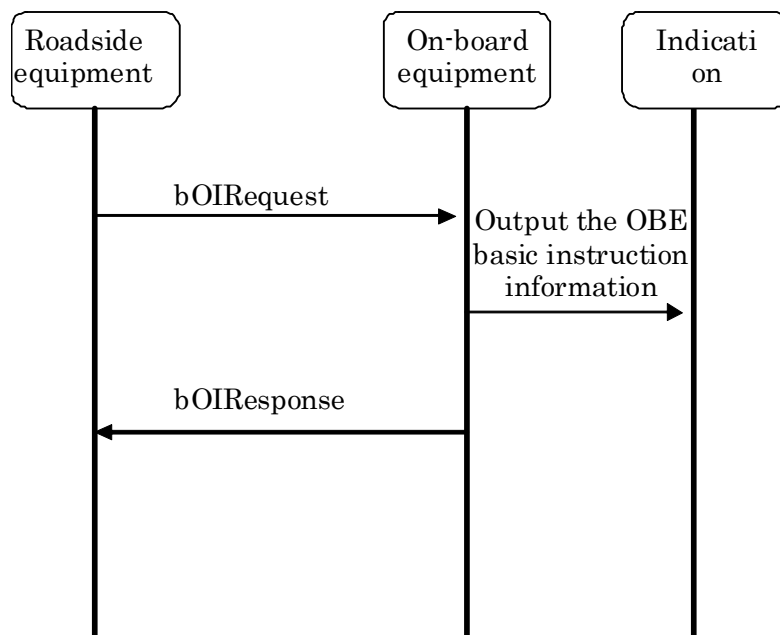 Roadside
equipment
On-board
equipment
Indicati
on
bOIRequest
Output the OBE
basic instruction
information
bOIResponse